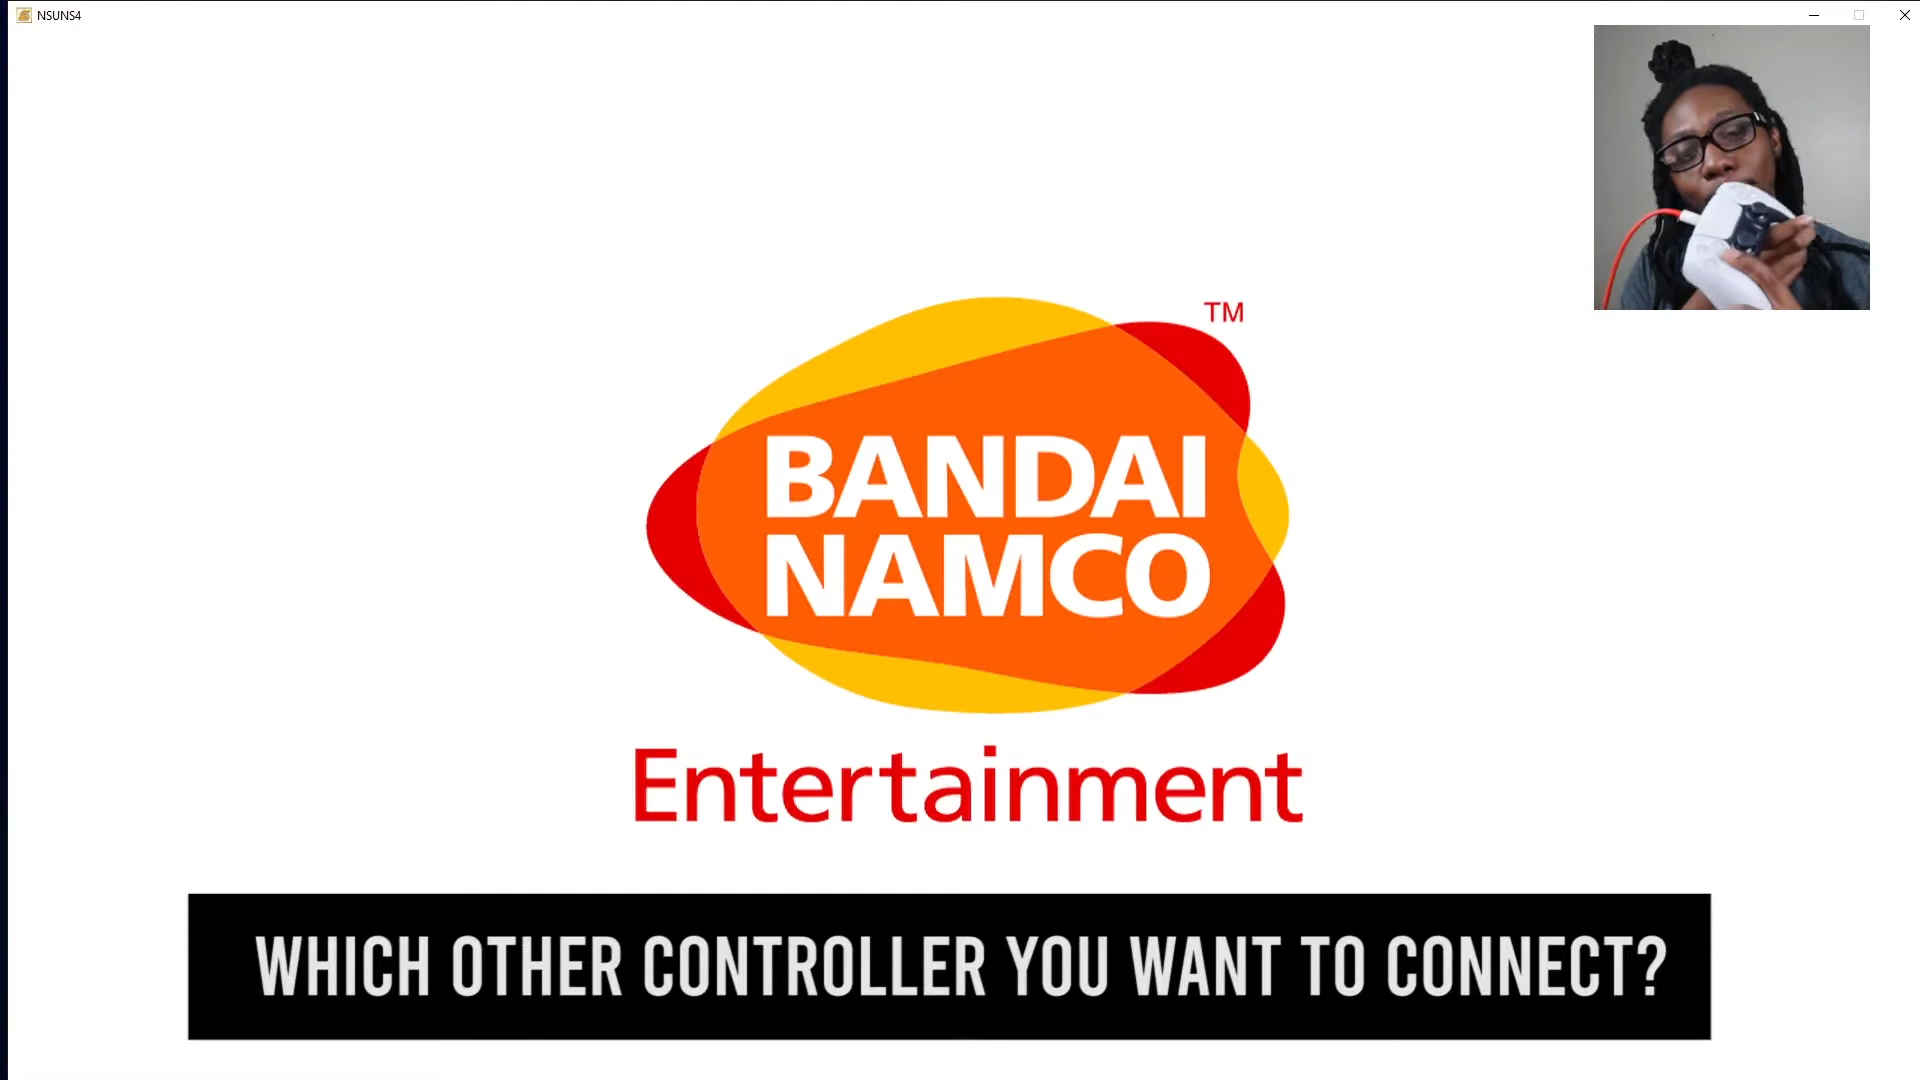 NSUNS4
TM
BANDAI
NAMCO
Entertainment
WHICH OTHER CONTROLLER YOU WANT TO CONNECT?